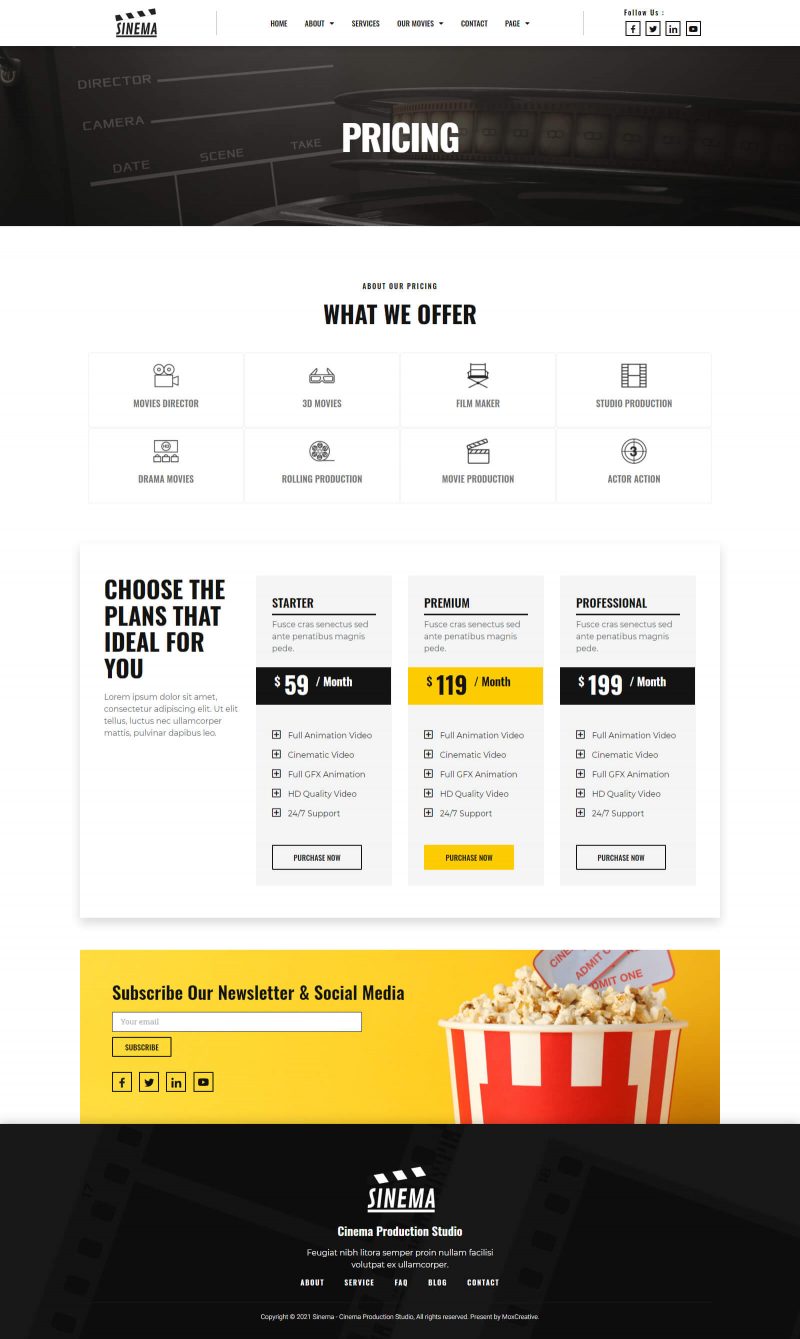 SINEMA
HOME ABOUT SERVICES OUR MOVIES CONTACT PAGE
Follow Us :
DIRECTOR
CAMERA
DATE SCENE TAKE
PRICING
ABOUT OUR PRICING
WHAT WE OFFER
MOVIES DIRECTOR
3D MOVIES
FILM MAKER
STUDIO PRODUCTION
HD
DRAMA MOVIES
ROLLING PRODUCTION
MOVIE PRODUCTION
3
ACTOR ACTION
CHOOSE THE
PLANS THAT
IDEAL FOR
YOU
Lorem ipsum dolor sit amet,
consectetur adipiscing elit. Ut elit
tellus, luctus nec ullamcorper
mattis, pulvinar dapibus leo.
STARTER
Fusce cras senectus sed
ante penatibus magnis
pede.
$ 59 / Month
Full Animation Video
Cinematic Video
Full GFX Animation
HD Quality Video
24/7 Support
PURCHASE NOW
PREMIUM
Fusce cras senectus sed
ante penatibus magnis
pede.
$ 119 / Month
Full Animation Video
Cinematic Video
Full GFX Animation
HD Quality Video
24/7 Support
PURCHASE NOW
PROFESSIONAL
Fusce cras senectus sed
ante penatibus magnis
pede.
$ 199 / Month
Full Animation Video
Cinematic Video
Full GFX Animation
HD Quality Video
24/7 Support
PURCHASE NOW
Subscribe Our Newsletter & Social Media
Your email
SUBSCRIBE
ADMIT ONE
SINEMA
Cinema Production Studio
Feugiat nibh litora semper proin nullam facilisi
volutpat ex ullamcorper.
ABOUT SERVICE FAQ BLOG CONTACT
Copyright © 2021 Sinema - Cinema Production Studio, All rights reserved. Present by MoxCreative.